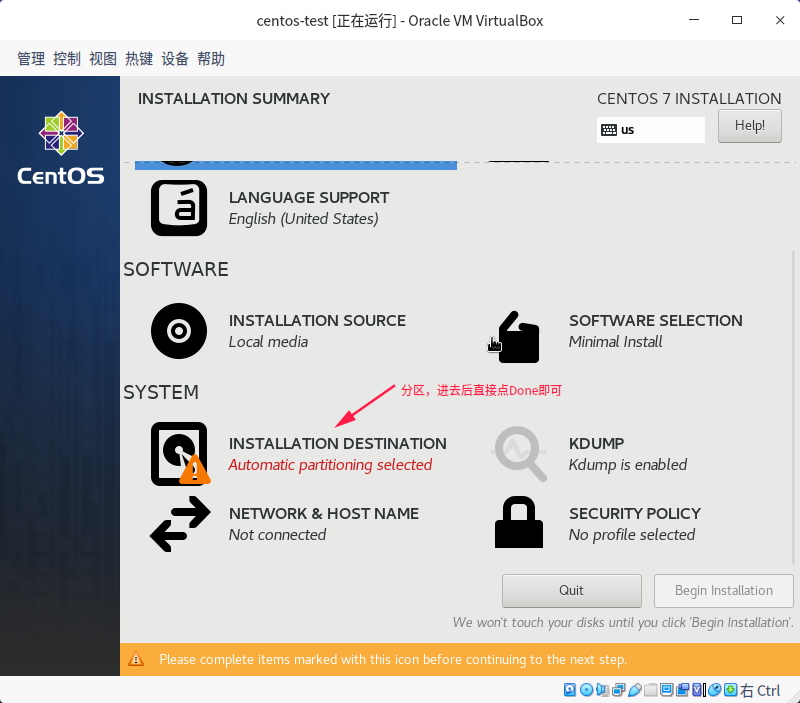 centos-test [正在运行] - Oracle VM VirtualBox
管理 控制 视图 热键 设备 帮助
INSTALLATION SUMMARY
CENTOS 7 INSTALLATION
us
Help!
CentOS
LANGUAGE SUPPORT
English (United States)
SOFTWARE
INSTALLATION SOURCE
Local media
SOFTWARE SELECTION
Minimal Install
SYSTEM
分区，进去后直接点Done即可
INSTALLATION DESTINATION
Automatic partitioning selected
KDUMP
Kdump is enabled
NETWORK & HOST NAME
Not connected
SECURITY POLICY
No profile selected
Quit
Begin Installation
We won't touch your disks until you click 'Begin Installation'.
Please complete items marked with this icon before continuing to the next step.
右 Ctrl